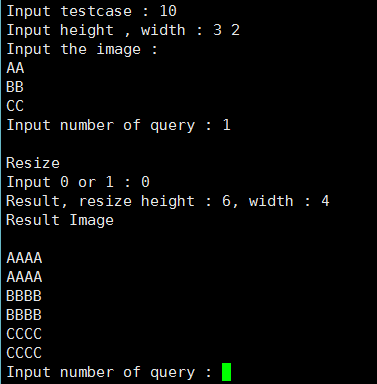 Input testcase : 10
Input height , width : 3 2
Input the image :
AA
BB
CC
Input number of query : 1

Resize
Input 0 or 1 : 0
Result, resize height : 6, width : 4
Result Image

AAAA
AAAA
BBBB
BBBB
CCCC
CCCC
Input number of query :